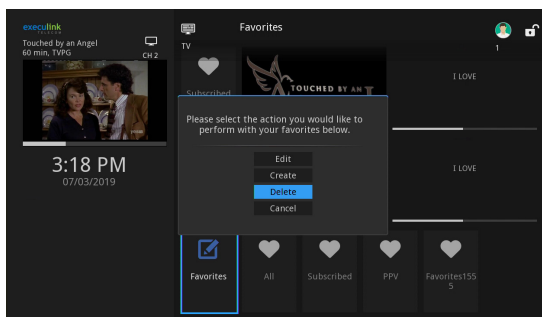 execulink
TELECOM
Touched by an Angel
60 min, TVPG
CH 2
3:18 PM
07/03/2019
Favorites
TV
1
Subscribed
TOUCHED BY AN
I LOVE
Please select the action you would like to
perform with your favorites below.
Edit
Create
Delete
Cancel
I LOVE
Favorites
All
Subscribed
PPV
Favorites155
5